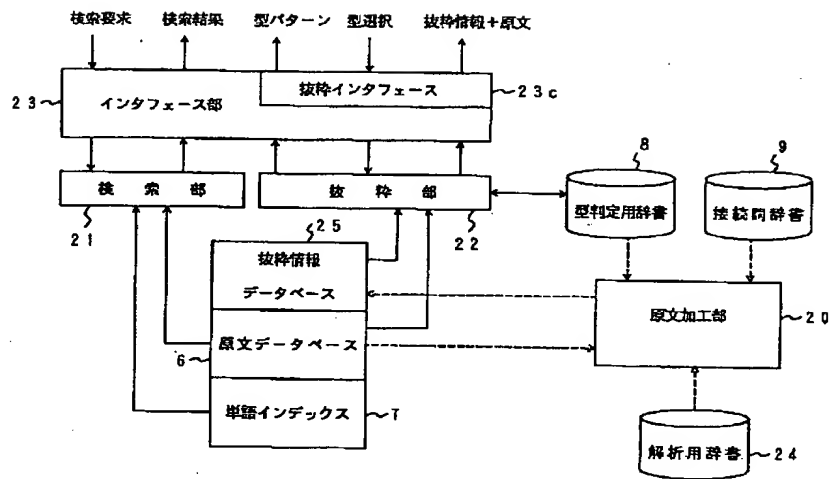 検索要求 検索結果 型パターン 型選択 抜粋情報+原文
抜粋インタフェース
23 インタフェース部 23c
8 9
検索部 抜粋部 型判定用辞書 接続詞辞書
21 25 22
抜粋情報
データベース
原文加工部 20
6 原文データベース
単語インデックス 7
解析用辞書 24